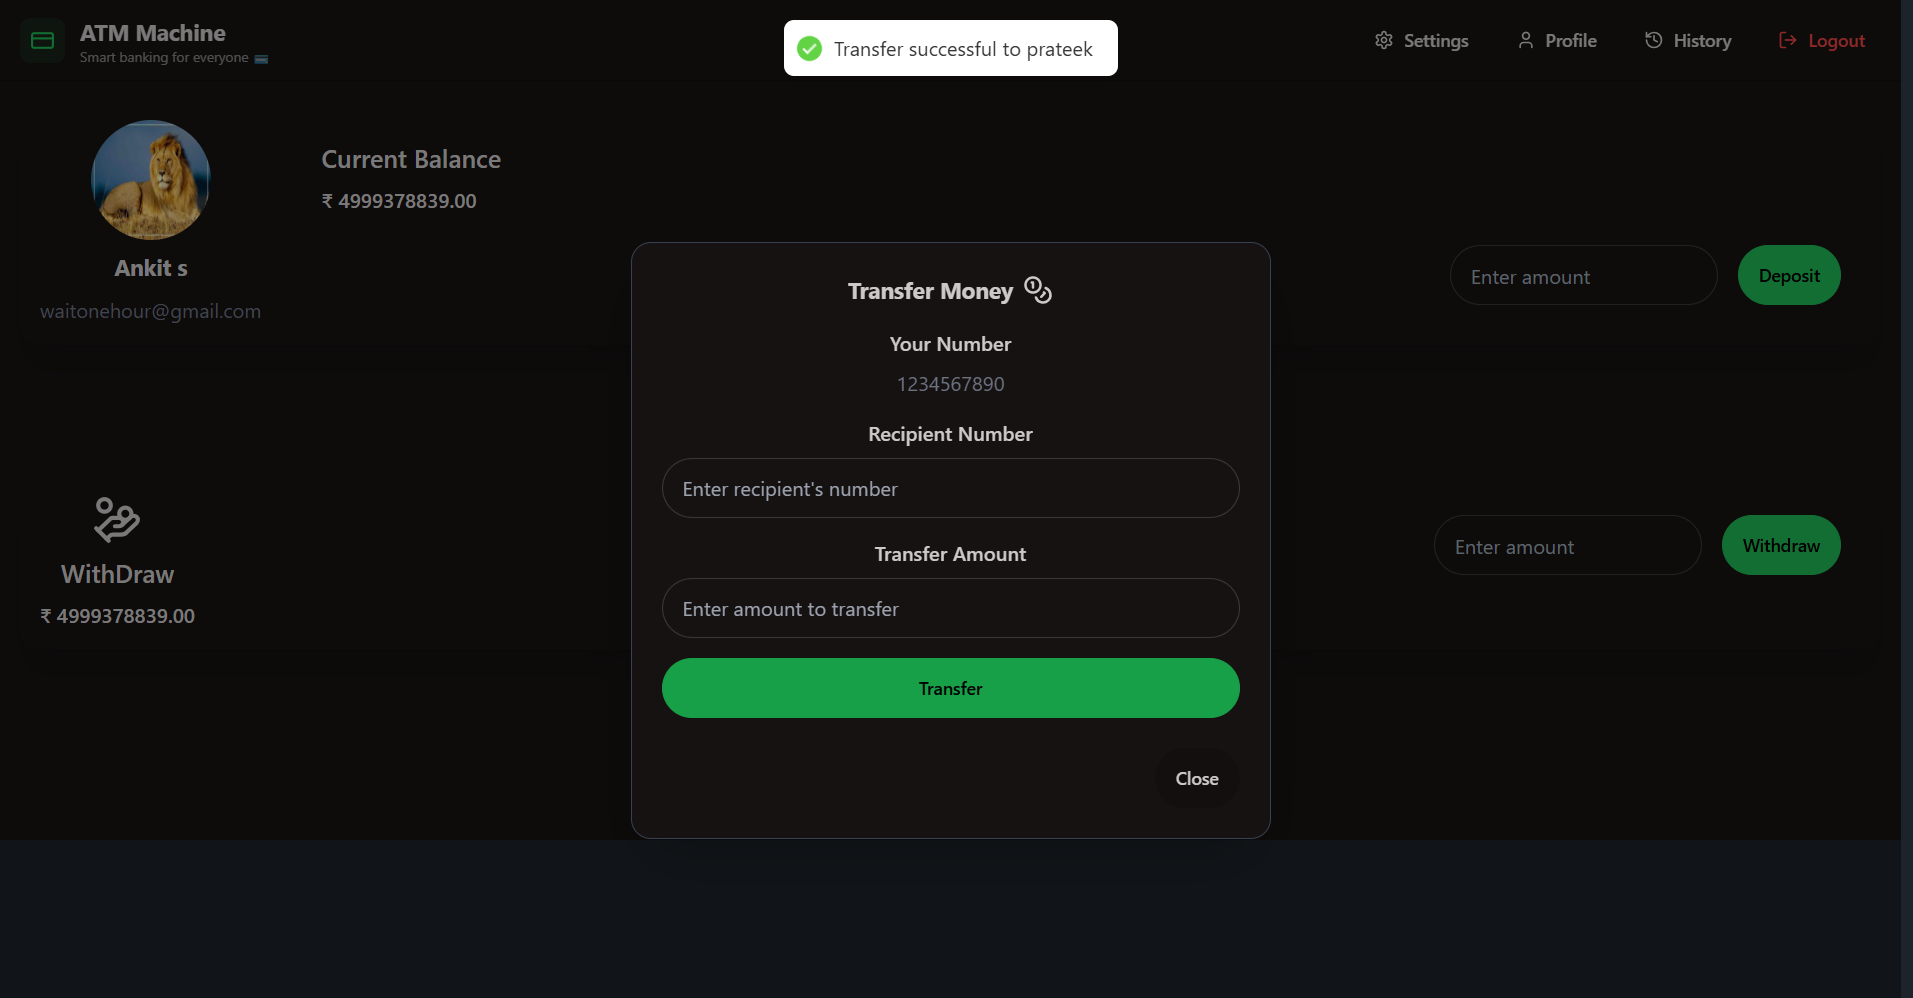 ATM Machine
Smart banking for everyone
Transfer successful to prateek
Settings
Profile
History
Logout
Current Balance
₹ 4999378839.00
Ankit s
waitonehour@gmail.com
Enter amount
Deposit
Transfer Money
Your Number
1234567890
Recipient Number
Enter recipient's number
Transfer Amount
Enter amount to transfer
Transfer
Close
WithDraw
₹ 4999378839.00
Enter amount
Withdraw